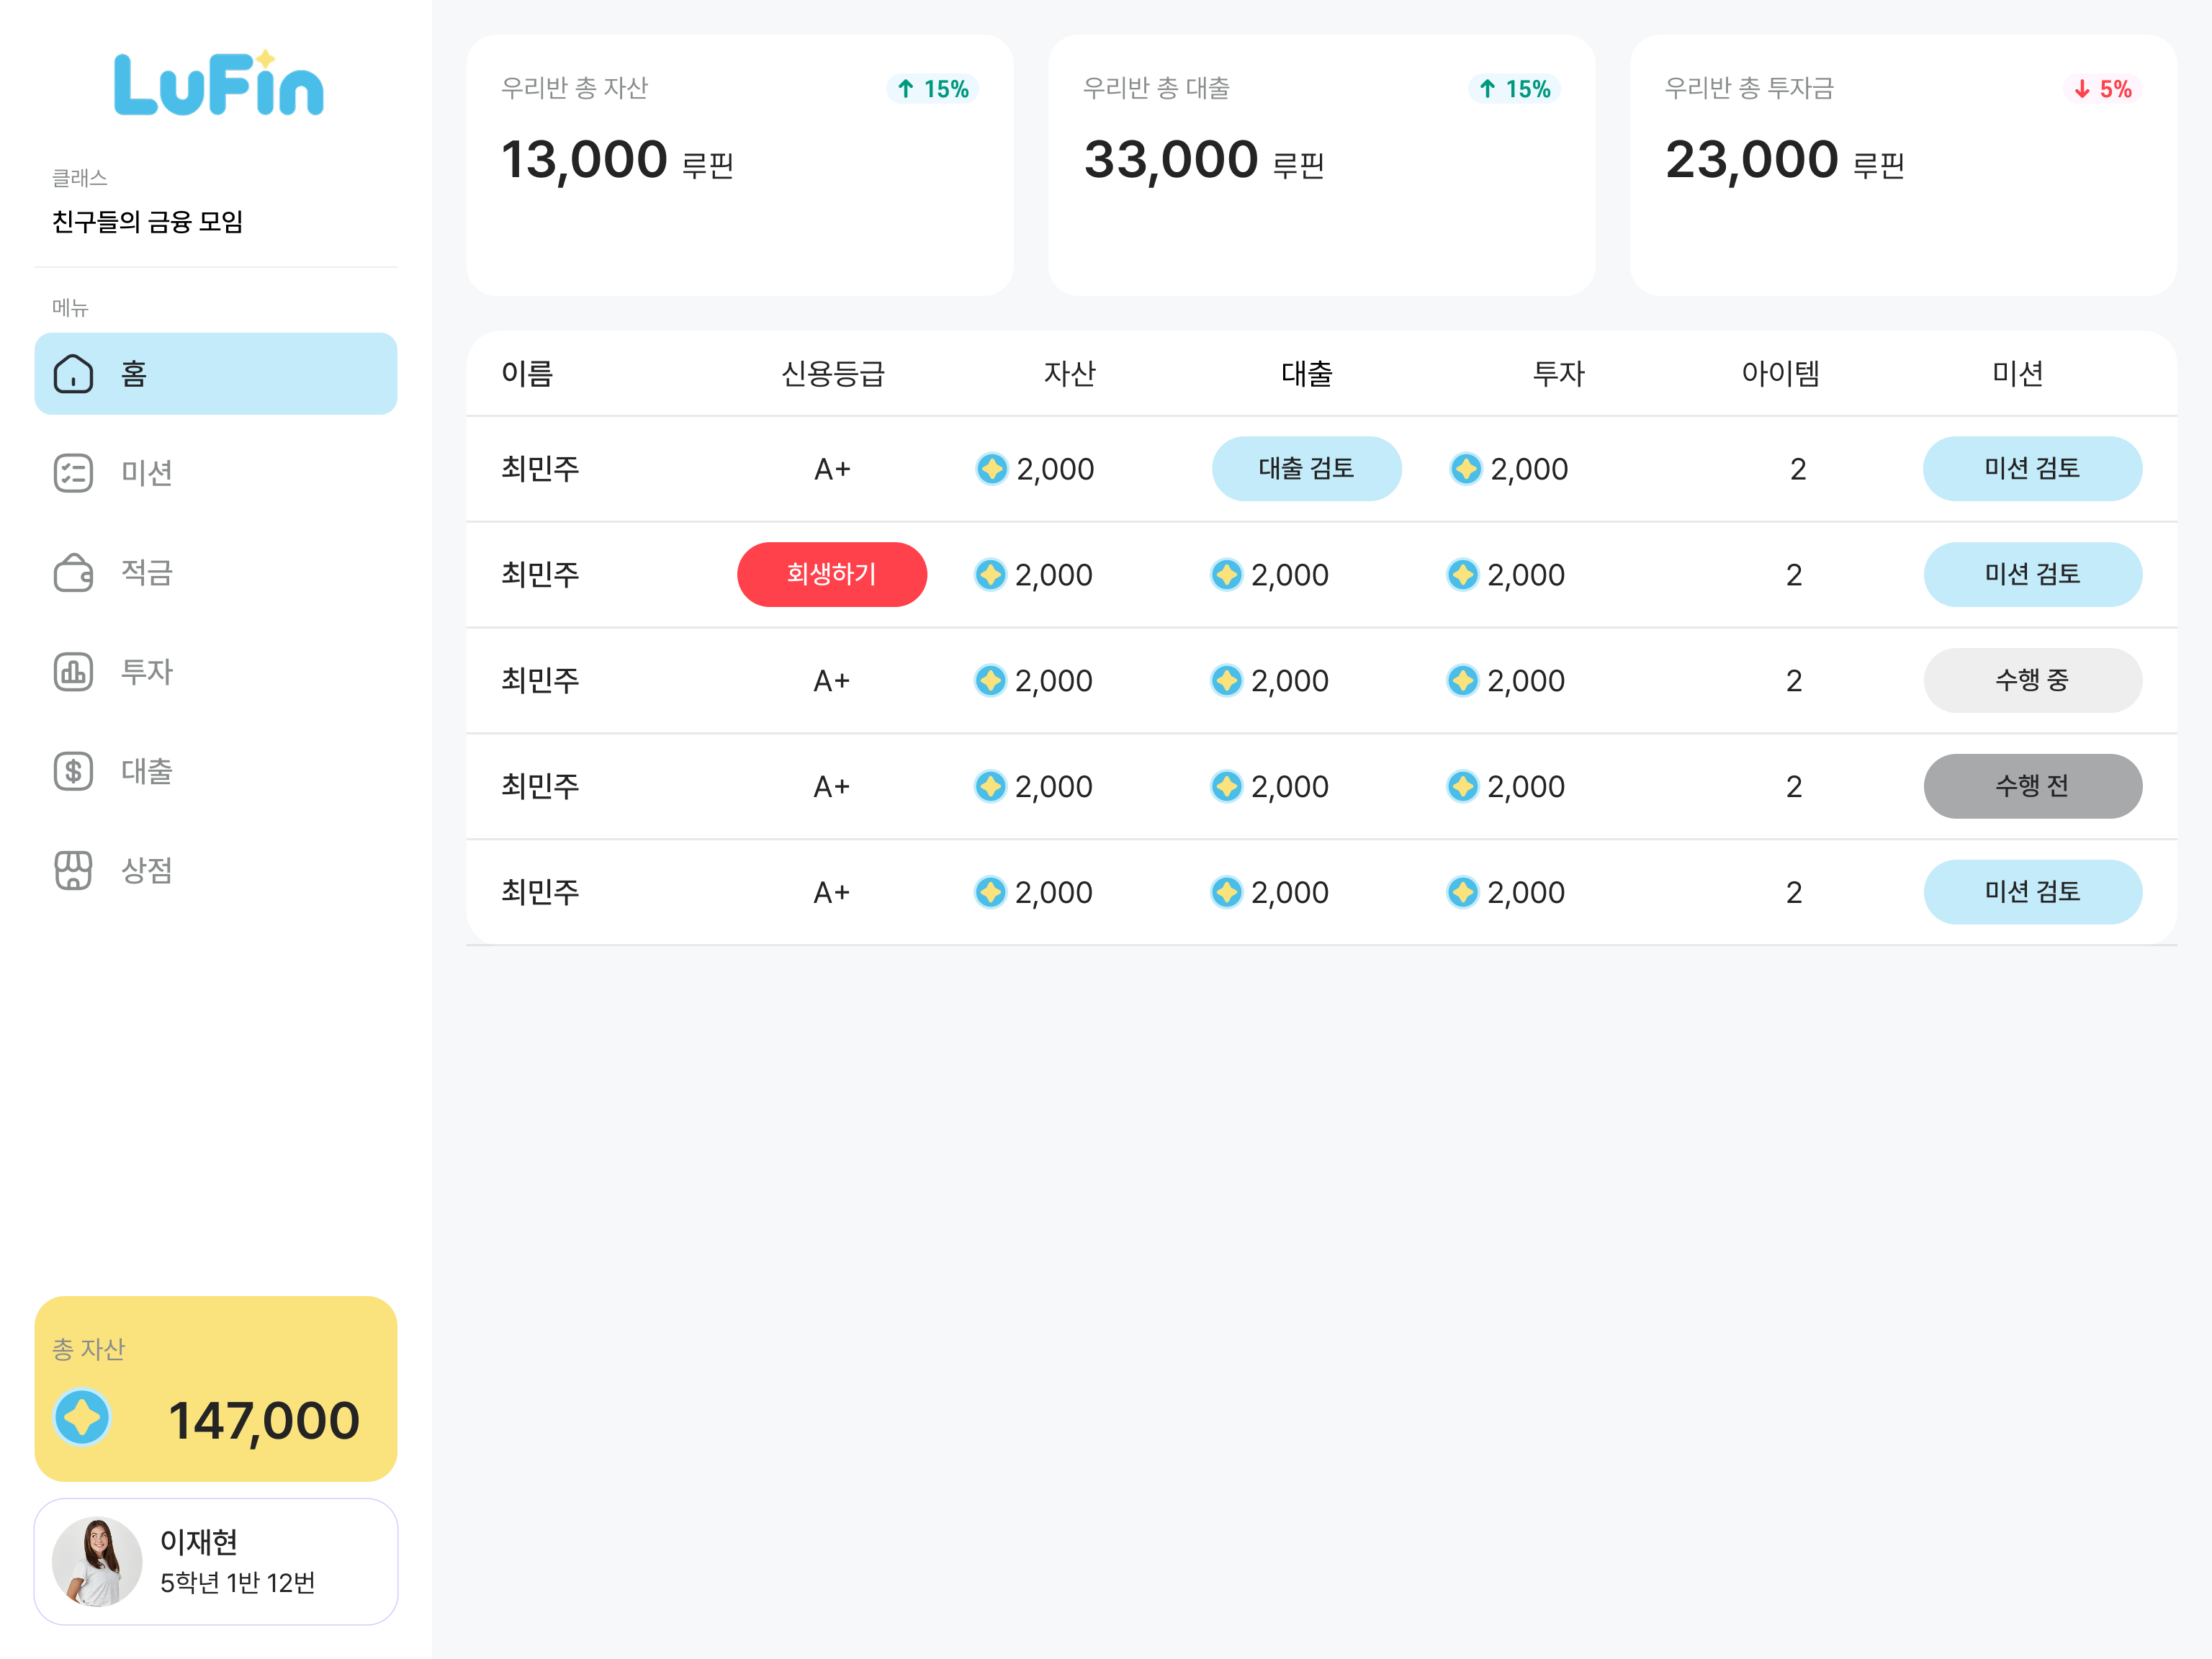 LuFin
클래스
친구들의 금융 모임
메뉴
홈
미션
적금
투자
대출
상점
총 자산
147,000
이재현
5학년 1반 12번
우리반 총 자산 15%
13,000 루핀
우리반 총 대출 15%
33,000 루핀
우리반 총 투자금 5%
23,000 루핀
이름 신용등급 자산 대출 투자 아이템 미션
최민주 A+ 2,000 대출 검토 2,000 2 미션 검토
최민주 회생하기 2,000 2,000 2,000 2 미션 검토
최민주 A+ 2,000 2,000 2,000 2 수행 중
최민주 A+ 2,000 2,000 2,000 2 수행 전
최민주 A+ 2,000 2,000 2,000 2 미션 검토